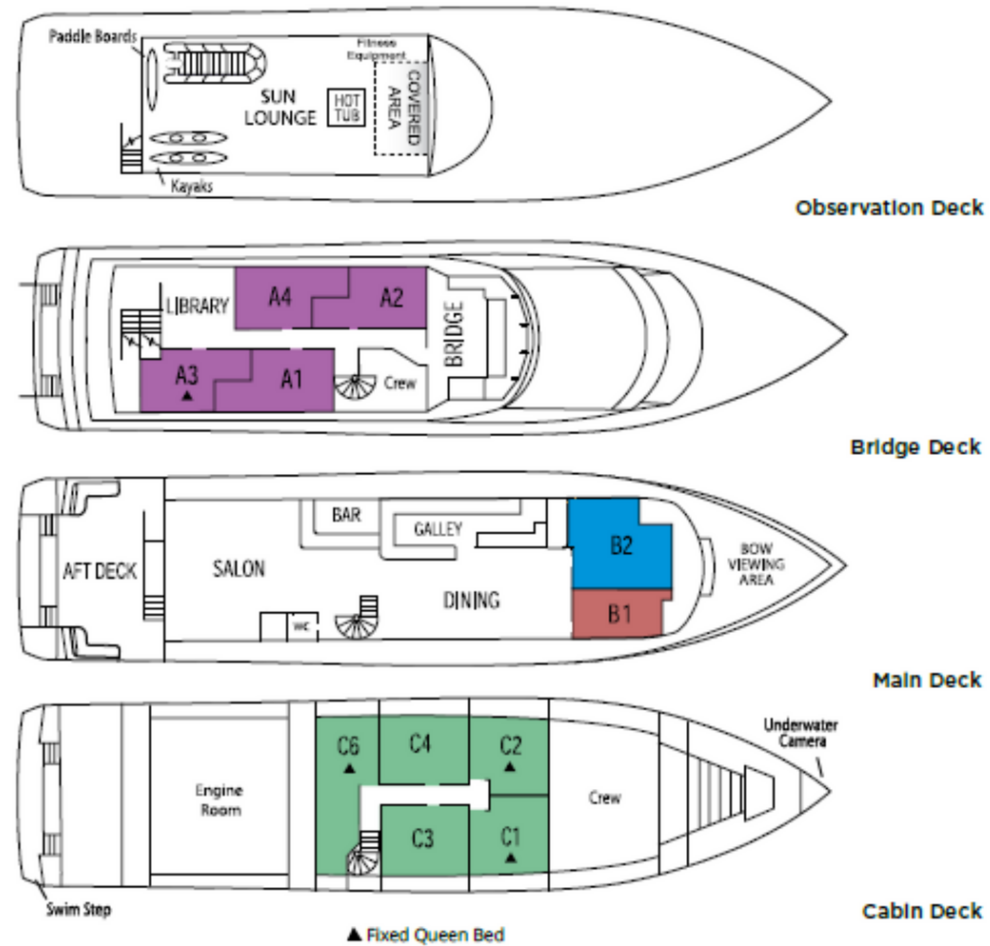 Paddle Boards
Fitness
Equipment
SUN
LOUNGE
HOT
TUB
COVERED
AREA
Kayaks
Observation Deck
LIBRARY
A4
A2
BRIDGE
A3
▲
A1
Crew
Bridge Deck
BAR
GALLEY
B2
BOW
VIEWING
AREA
AFT DECK
SALON
DINING
B1
WC
Main Deck
Underwater
Camera
C6
▲
C4
C2
▲
Engine
Room
Crew
C3
C1
▲
Swim Step
Cabin Deck
▲ Fixed Queen Bed